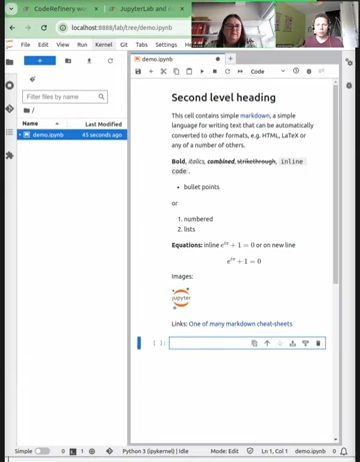 CodeRefinery w
JupyterLab and
localhost:8888/lab/tree/demo.ipynb
File Edit View Run Kernel Git Tabs Settings
demo.ipynb
Code
Filter files by name
/
Name Last Modified
demo.ipynb 45 seconds ago
Second level heading
This cell contains simple markdown, a simple
language for writing text that can be automatically
converted to other formats, e.g. HTML, LaTeX or
any of a number of others.
Bold, italics, combined, strikethrough, inline
code.
• bullet points
or
1. numbered
2. lists
Equations: inline e^{iπ} + 1 = 0 or on new line
e^{iπ} + 1 = 0
Images:
jupyter
Links: One of many markdown cheat-sheets
[ ]:
Simple 0 1 Python 3 (ipykernel) | Idle Mode: Edit Ln 1, Col 1 demo.ipynb 0